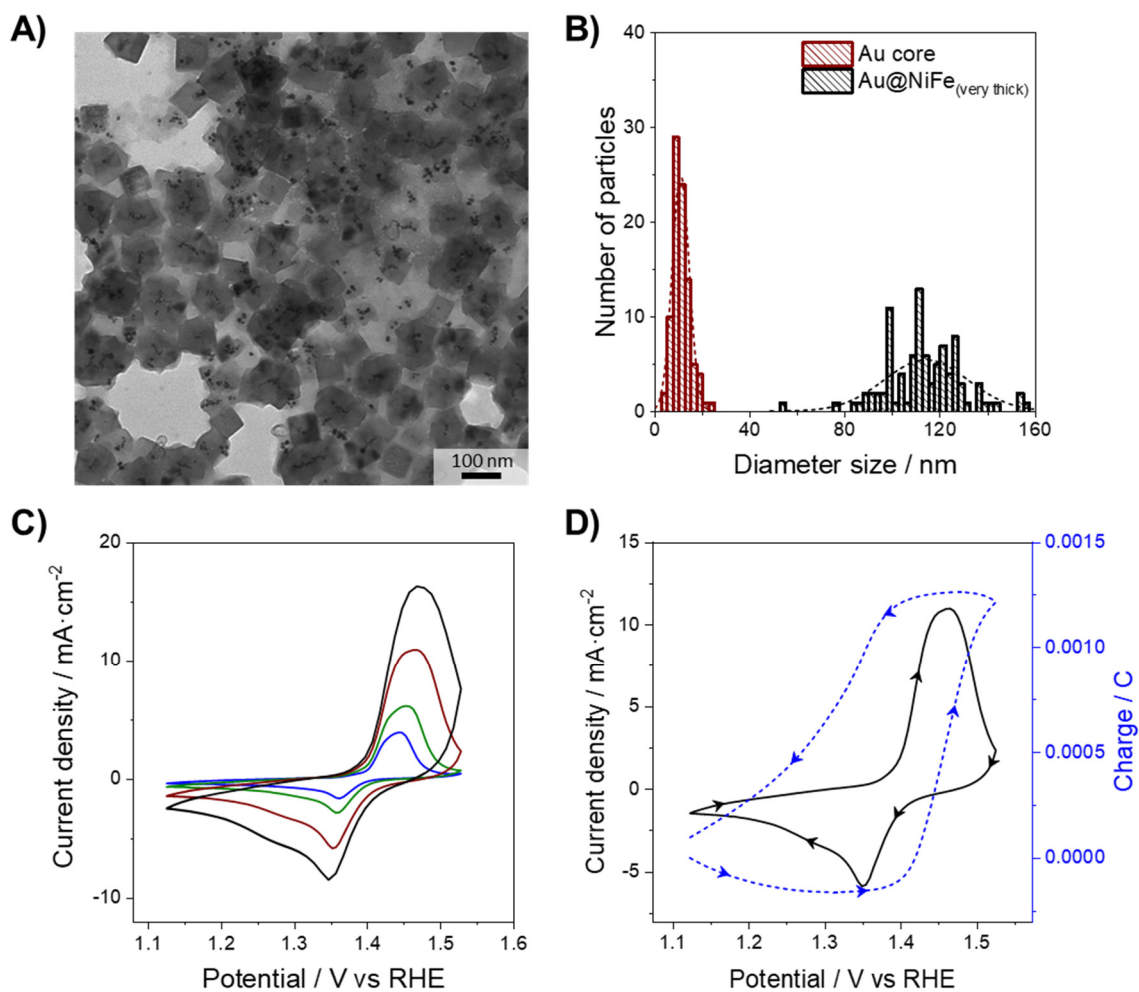 A)
100 nm
B)
40
30
20
10
0
Number of particles
Au core
Au@NiFe(very thick)
0 40 80 120 160
Diameter size / nm
C)
20
10
0
-10
Current density / mA·cm-2
1.1 1.2 1.3 1.4 1.5 1.6
Potential / V vs RHE
D)
15
10
5
0
-5
Current density / mA·cm-2
1.1 1.2 1.3 1.4 1.5
Potential / V vs RHE
0.0015
0.0010
0.0005
0.0000
Charge / C